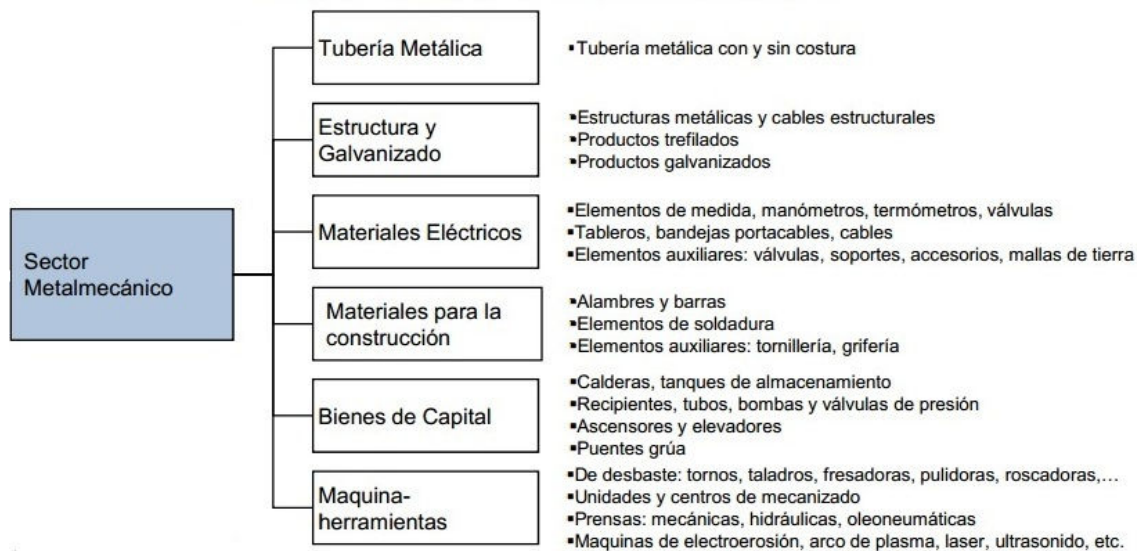 Sector
Metalmecánico
Tubería Metálica
▪Tubería metálica con y sin costura
Estructura y
Galvanizado
▪Estructuras metálicas y cables estructurales
▪Productos trefilados
▪Productos galvanizados
Materiales Eléctricos
▪Elementos de medida, manómetros, termómetros, válvulas
▪Tableros, bandejas portacables, cables
▪Elementos auxiliares: válvulas, soportes, accesorios, mallas de tierra
Materiales para la
construcción
▪Alambres y barras
▪Elementos de soldadura
▪Elementos auxiliares: tornillería, grifería
Bienes de Capital
▪Calderas, tanques de almacenamiento
▪Recipientes, tubos, bombas y válvulas de presión
▪Ascensores y elevadores
▪Puentes grúa
Maquina-
herramientas
▪De desbaste: tornos, taladros, fresadoras, pulidoras, roscadoras,…
▪Unidades y centros de mecanizado
▪Prensas: mecánicas, hidráulicas, oleoneumáticas
▪Maquinas de electroerosión, arco de plasma, laser, ultrasonido, etc.